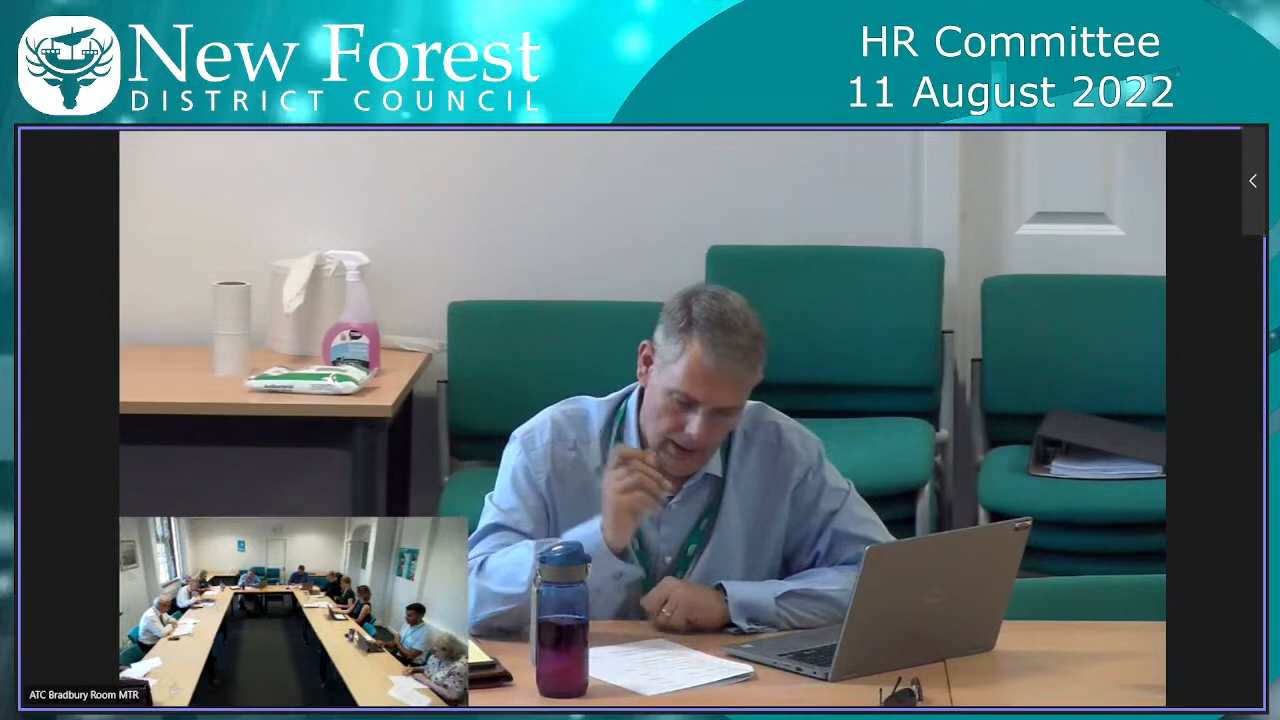 New Forest
DISTRICT COUNCIL
HR Committee
11 August 2022
ATC Bradbury Room MTR